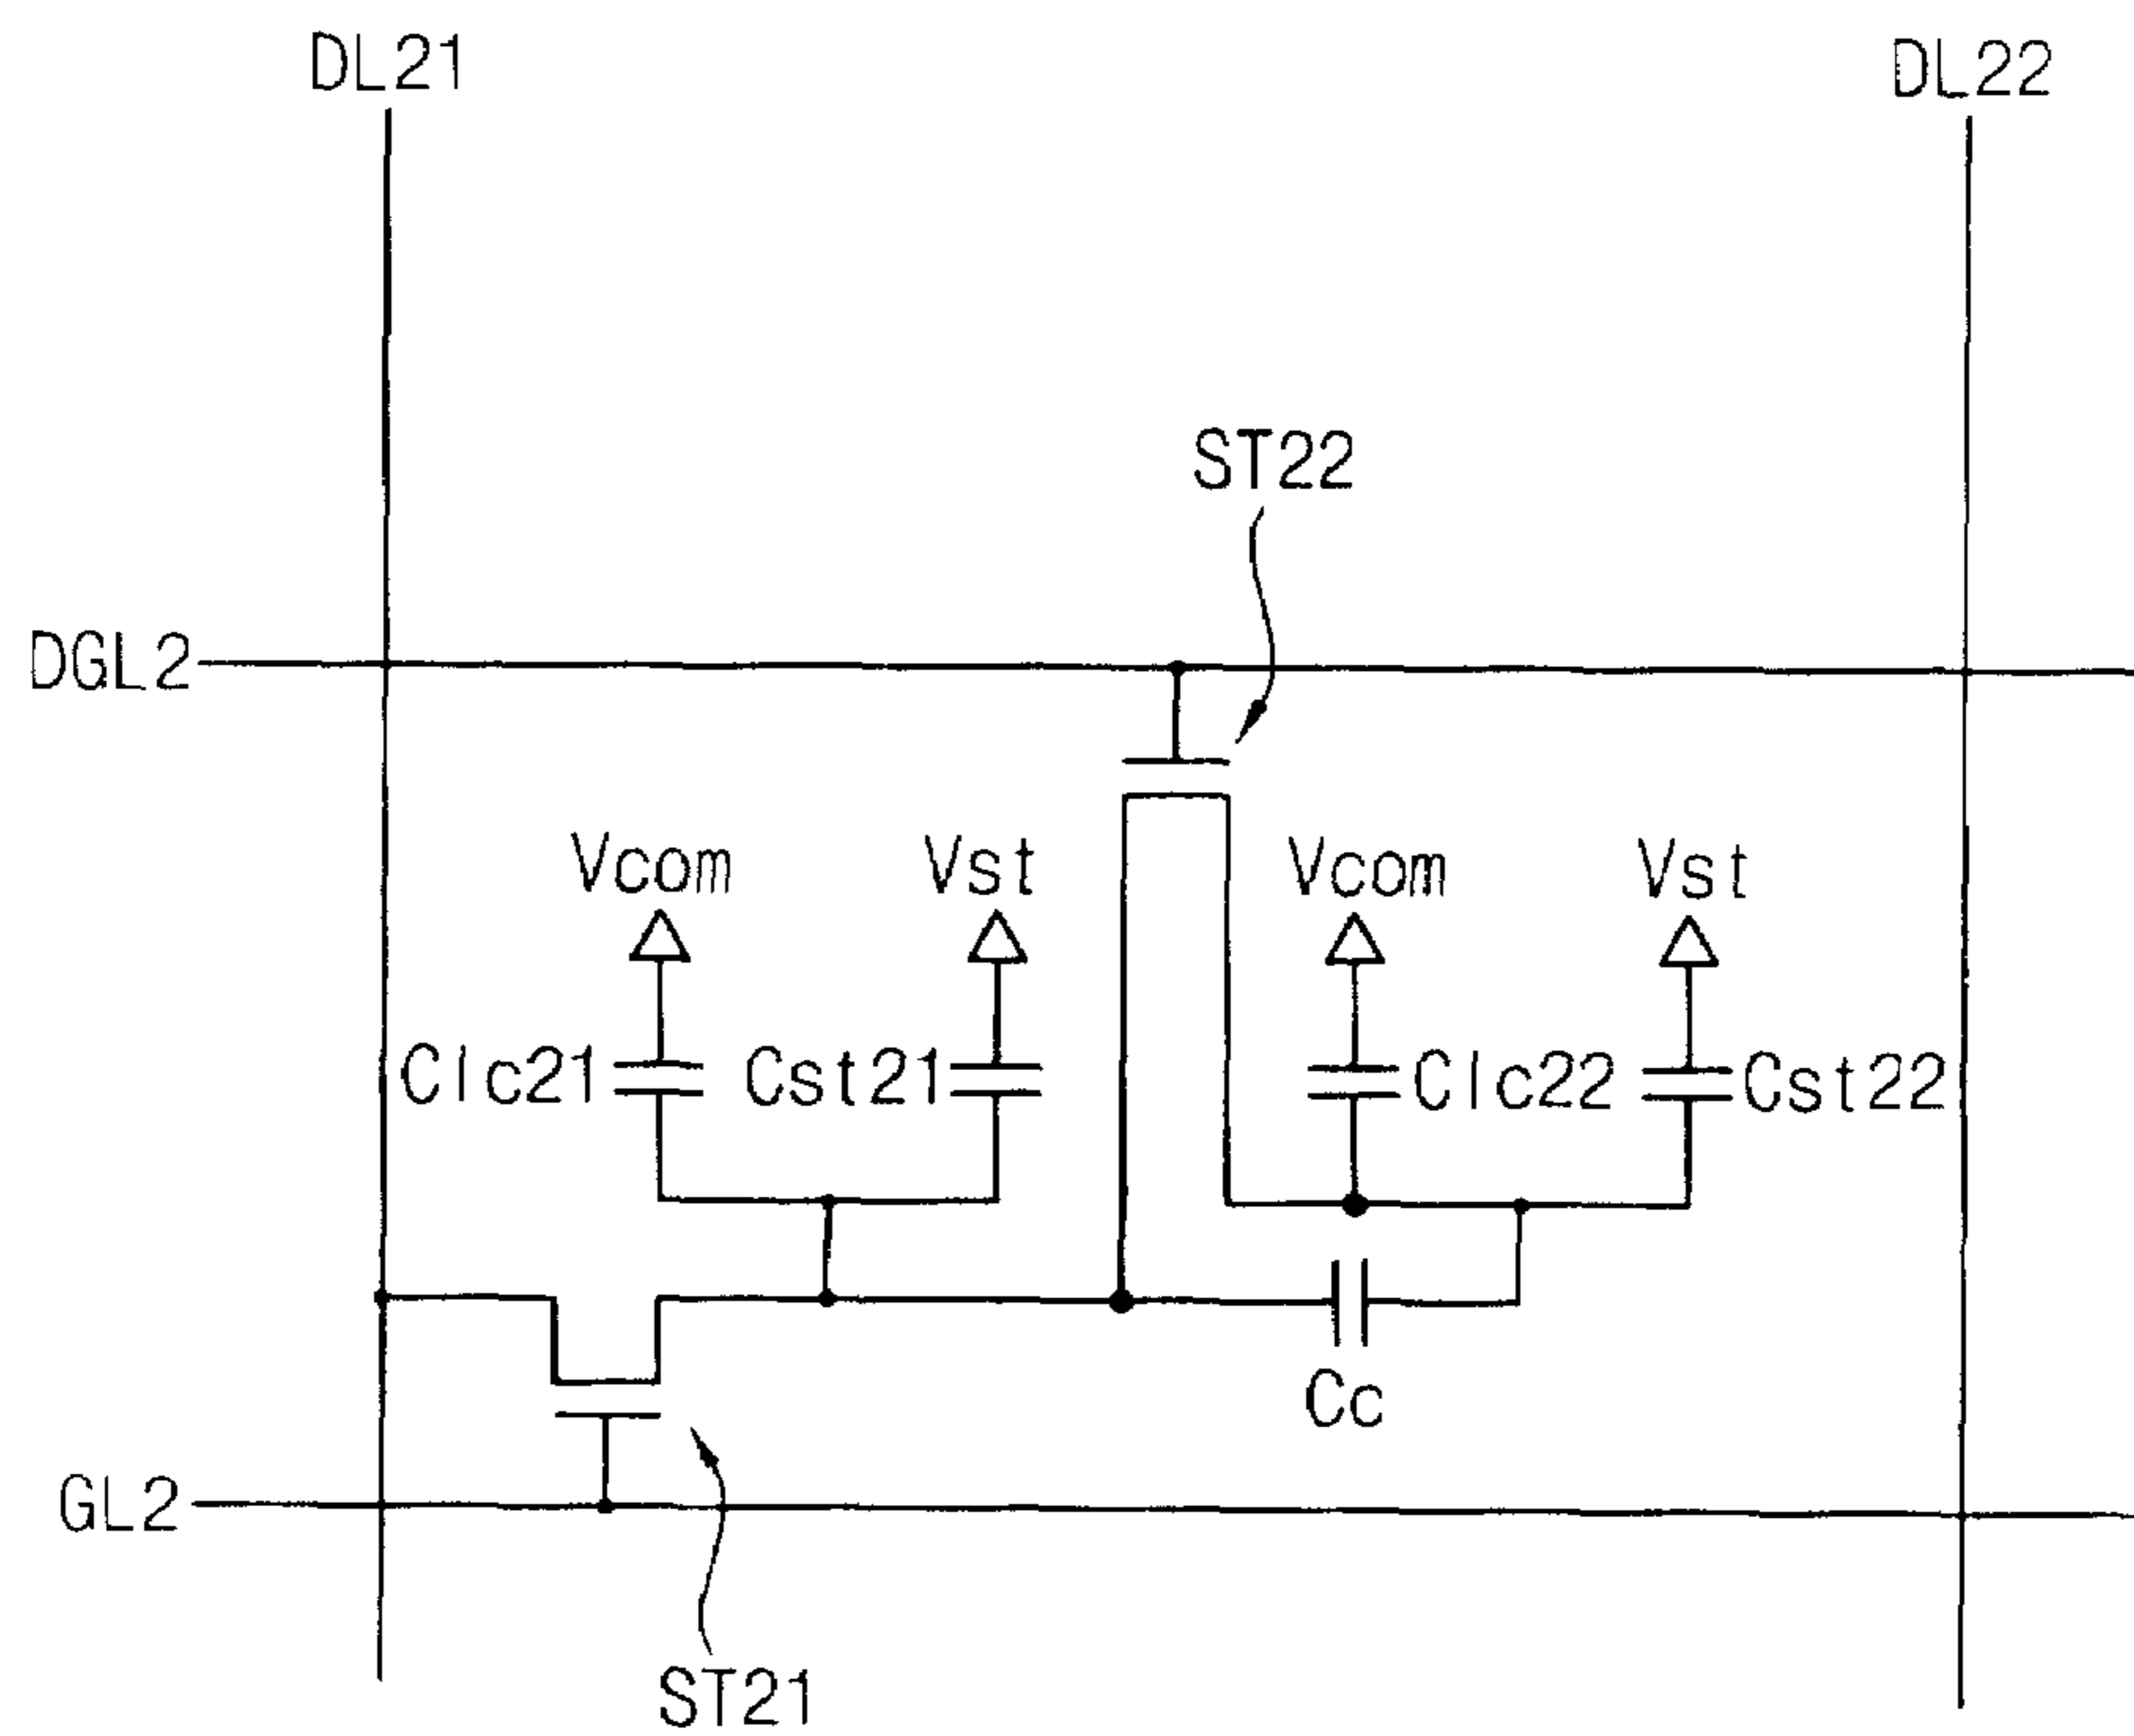 DL21 DL22
ST22
DGL2
Vcom Vst Vcom Vst
Clc21 Cst21 Clc22 Cst22
Cc
GL2
ST21